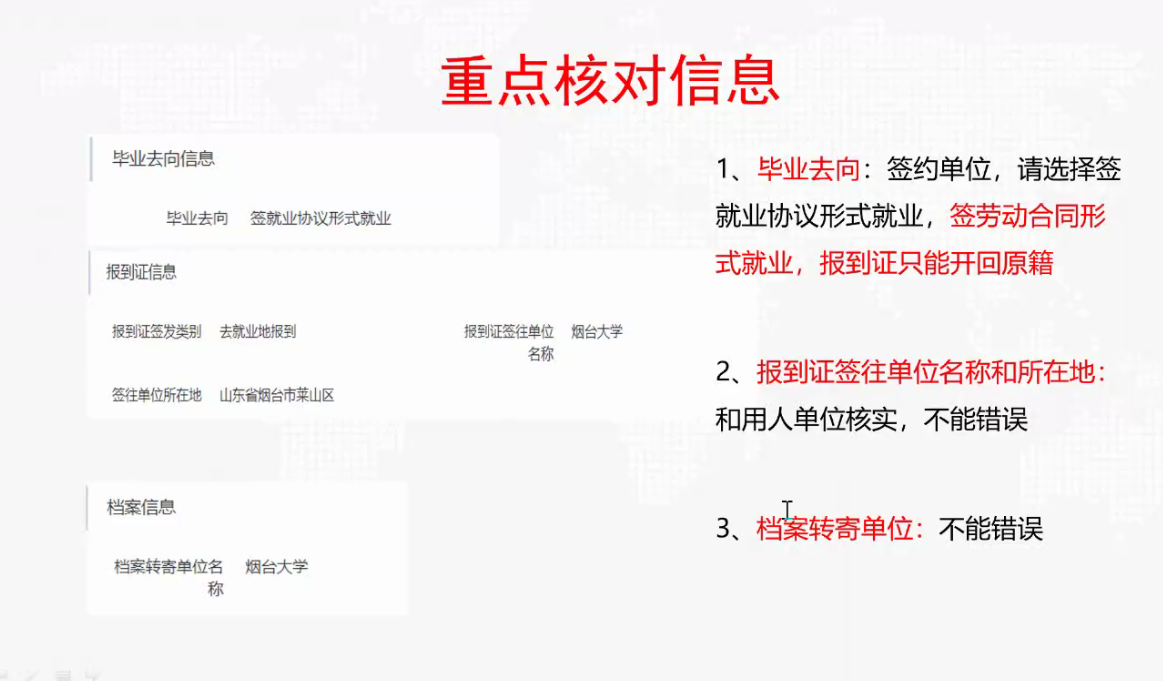 重点核对信息
毕业去向信息
毕业去向 签就业协议形式就业
报到证信息
报到证签发类别 去就业地报到
报到证签往单位名称 烟台大学
签往单位所在地 山东省烟台市莱山区
档案信息
档案转寄单位名称 烟台大学
1、毕业去向：签约单位，请选择签
就业协议形式就业，签劳动合同形
式就业，报到证只能开回原籍
2、报到证签往单位名称和所在地：
和用人单位核实，不能错误
3、档案转寄单位：不能错误